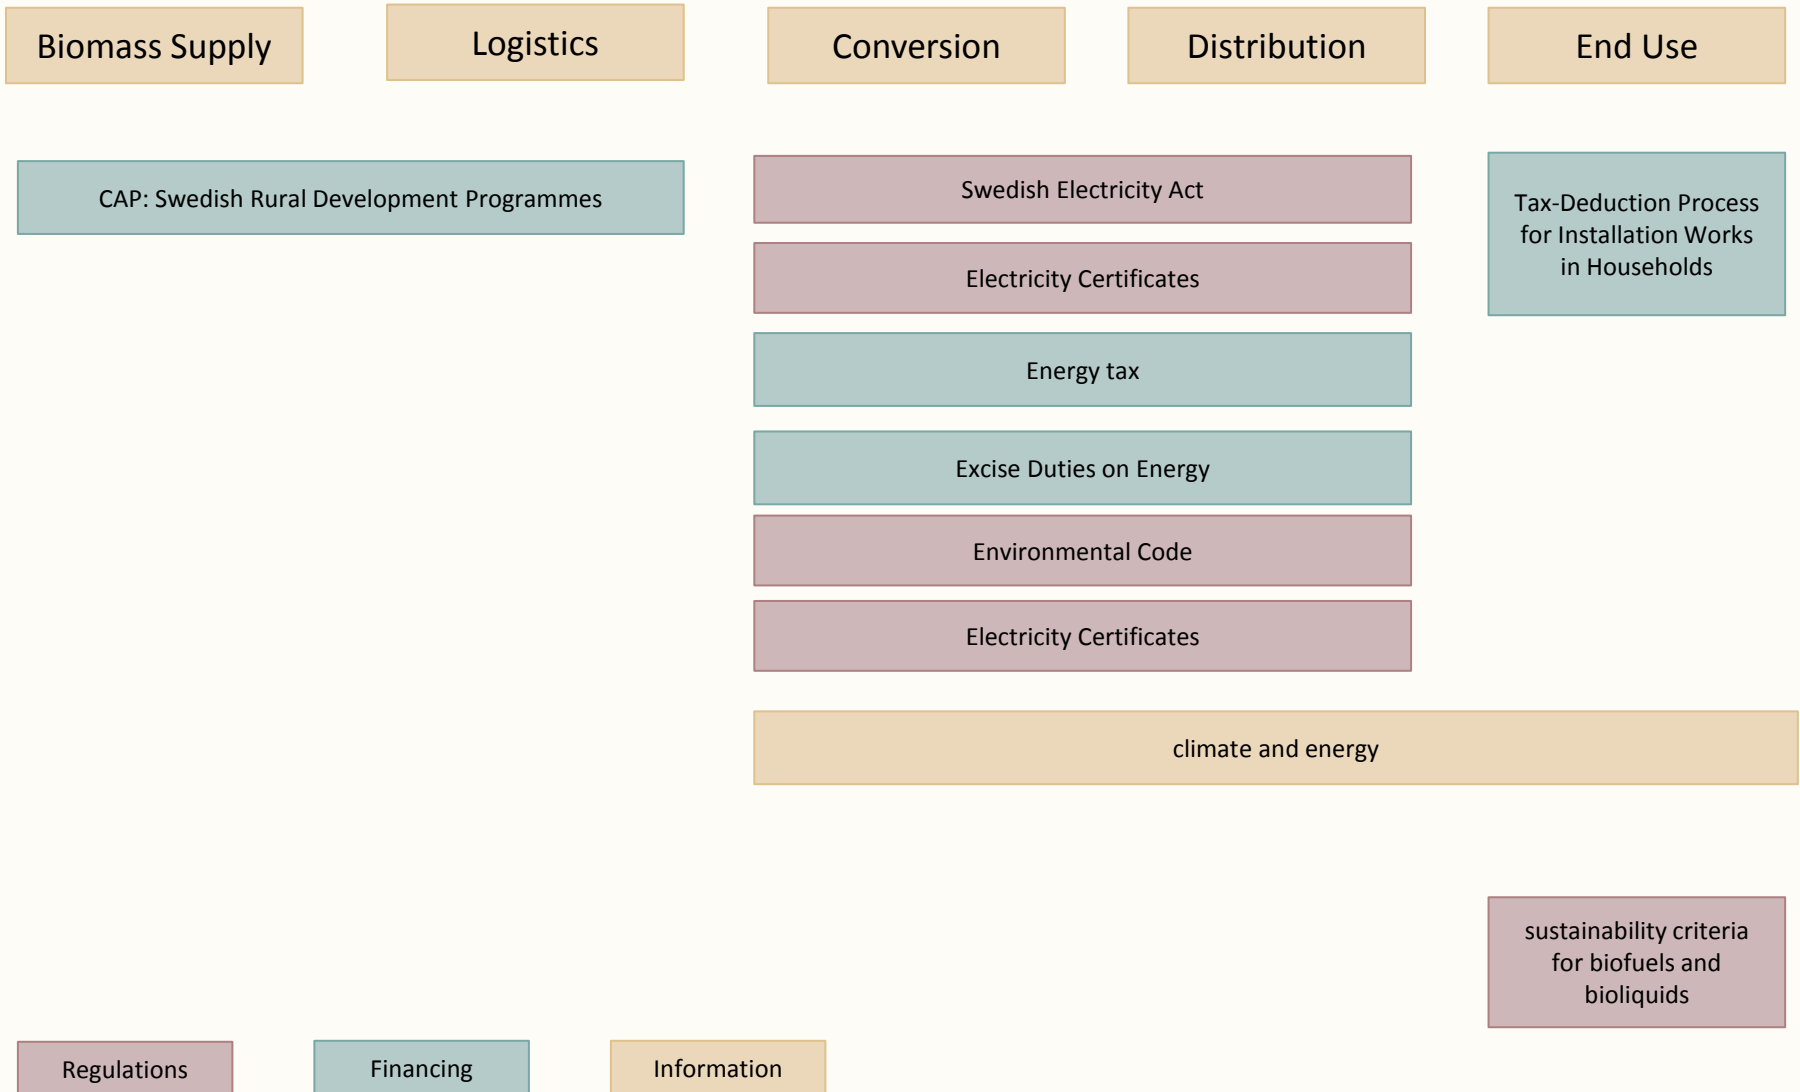 Biomass Supply
Logistics
Conversion
Distribution
End Use
CAP: Swedish Rural Development Programmes
Swedish Electricity Act
Tax-Deduction Process
for Installation Works
in Households
Electricity Certificates
Energy tax
Excise Duties on Energy
Environmental Code
Electricity Certificates
climate and energy
sustainability criteria
for biofuels and
bioliquids
Regulations
Financing
Information